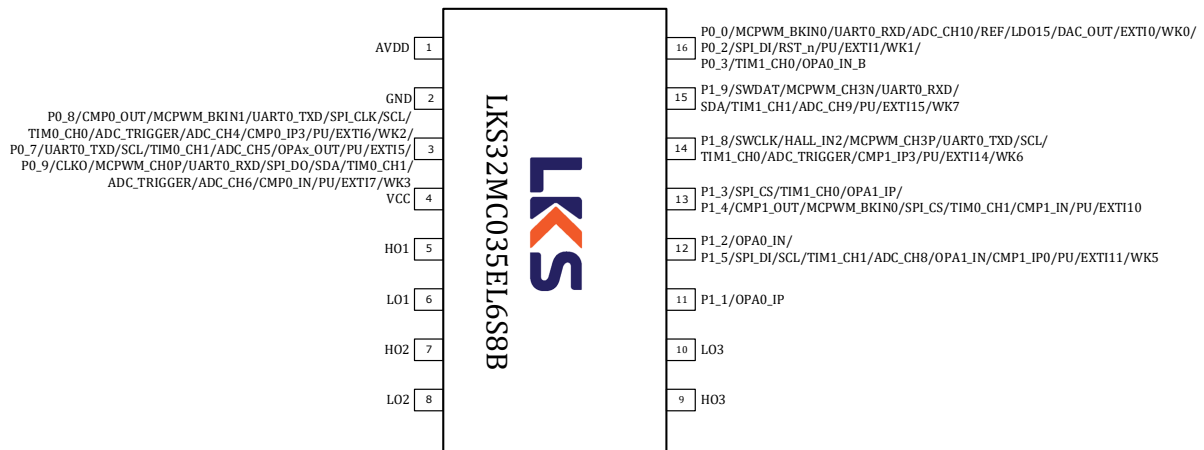 AVDD 1
GND 2
P0_8/CMP0_OUT/MCPWM_BKIN1/UART0_TXD/SPI_CLK/SCL/
TIM0_CH0/ADC_TRIGGER/ADC_CH4/CMP0_IP3/PU/EXTI6/WK2/
P0_7/UART0_TXD/SCL/TIM0_CH1/ADC_CH5/OPAx_OUT/PU/EXTI5/ 3
P0_9/CLKO/MCPWM_CH0P/UART0_RXD/SPI_DO/SDA/TIM0_CH1/
ADC_TRIGGER/ADC_CH6/CMP0_IN/PU/EXTI7/WK3
VCC 4
HO1 5
LO1 6
HO2 7
LO2 8
LKS32MC035EL6S8B
LKS
P0_0/MCPWM_BKIN0/UART0_RXD/ADC_CH10/REF/LDO15/DAC_OUT/EXTI0/WK0/
16 P0_2/SPI_DI/RST_n/PU/EXTI1/WK1/
P0_3/TIM1_CH0/OPA0_IN_B
P1_9/SWDAT/MCPWM_CH3N/UART0_RXD/
15 SDA/TIM1_CH1/ADC_CH9/PU/EXTI15/WK7
14 P1_8/SWCLK/HALL_IN2/MCPWM_CH3P/UART0_TXD/SCL/
TIM1_CH0/ADC_TRIGGER/CMP1_IP3/PU/EXTI14/WK6
P1_3/SPI_CS/TIM1_CH0/OPA1_IP/
13 P1_4/CMP1_OUT/MCPWM_BKIN0/SPI_CS/TIM0_CH1/CMP1_IN/PU/EXTI10
12 P1_2/OPA0_IN/
P1_5/SPI_DI/SCL/TIM1_CH1/ADC_CH8/OPA1_IN/CMP1_IP0/PU/EXTI11/WK5
11 P1_1/OPA0_IP
10 LO3
9 HO3